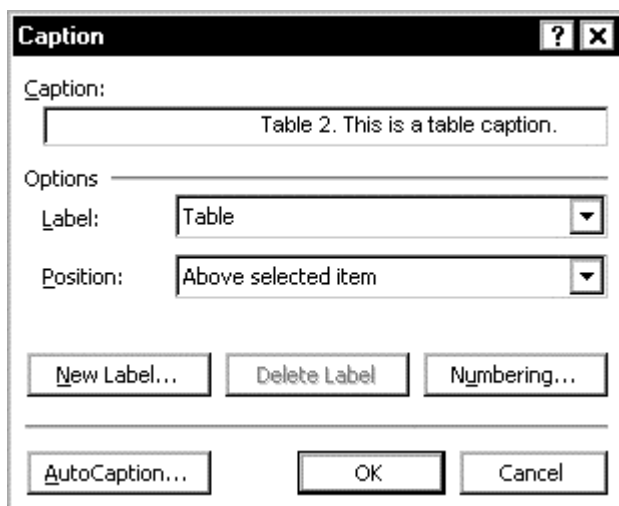 Caption
Caption:
Table 2. This is a table caption.
Options
Label: Table
Position: Above selected item
New Label... Delete Label Numbering...
AutoCaption... OK Cancel